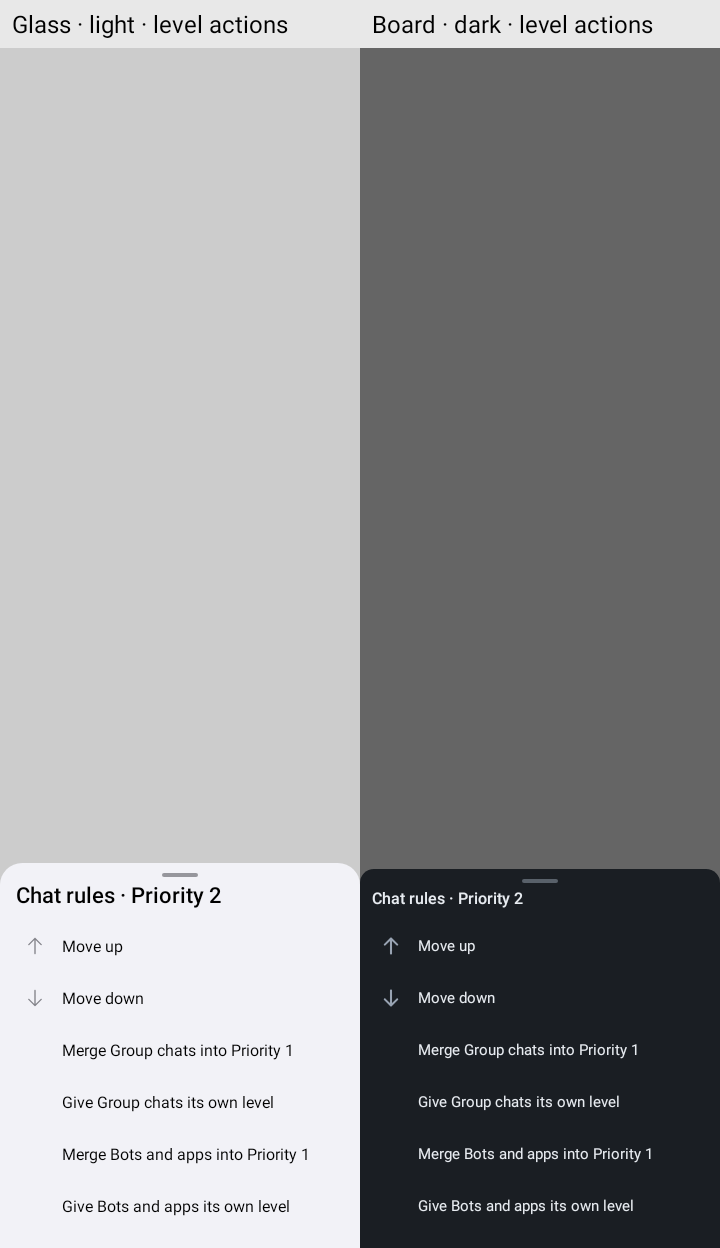 Glass · light · level actions
Chat rules · Priority 2
Move up
Move down
Merge Group chats into Priority 1
Give Group chats its own level
Merge Bots and apps into Priority 1
Give Bots and apps its own level
Board · dark · level actions
Chat rules · Priority 2
Move up
Move down
Merge Group chats into Priority 1
Give Group chats its own level
Merge Bots and apps into Priority 1
Give Bots and apps its own level